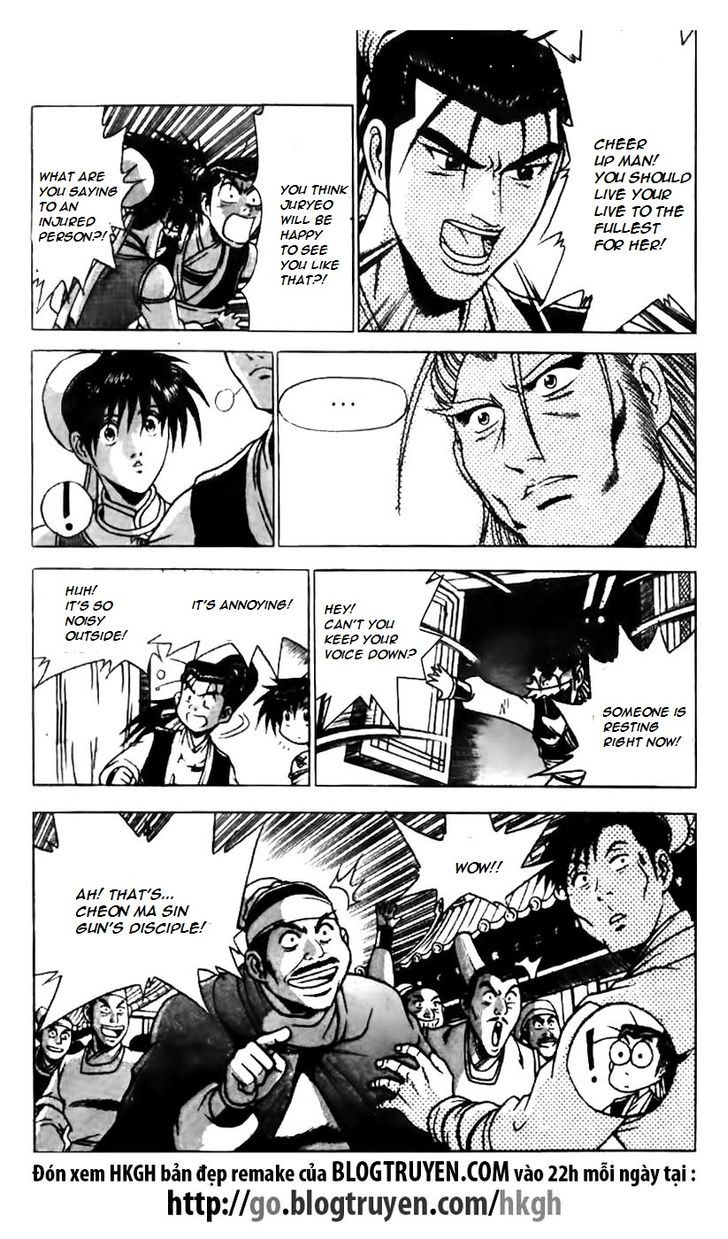 CHEER
UP MAN!
YOU SHOULD
LIVE YOUR
LIVE TO THE
FULLEST
FOR HER!
YOU THINK
JURYEO
WILL BE
HAPPY
TO SEE
YOU LIKE
THAT?!
WHAT ARE
YOU SAYING
TO AN
INJURED
PERSON?!
...
!
HUH!
IT'S SO
NOISY
OUTSIDE!
IT'S ANNOYING!
HEY!
CAN'T YOU
KEEP YOUR
VOICE DOWN?
SOMEONE IS
RESTING
RIGHT NOW!
AH! THAT'S...
CHEON MA SIN
GUN'S DISCIPLE!
WOW!!
!
Đón xem HKGH bản đẹp remake của BLOGTRUYEN.COM vào 22h mỗi ngày tại :
http://go.blogtruyen.com/hkgh